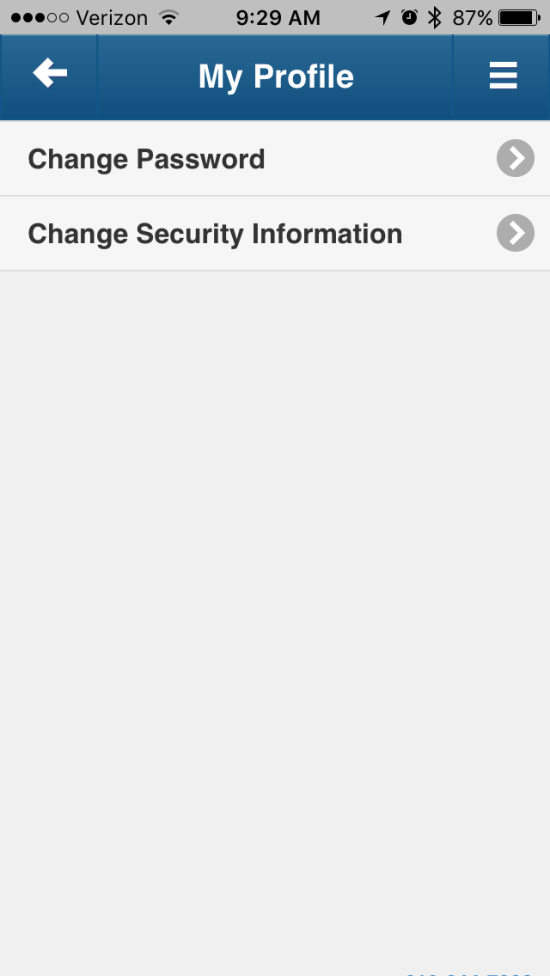 Verizon 9:29 AM 87%
My Profile
Change Password
Change Security Information